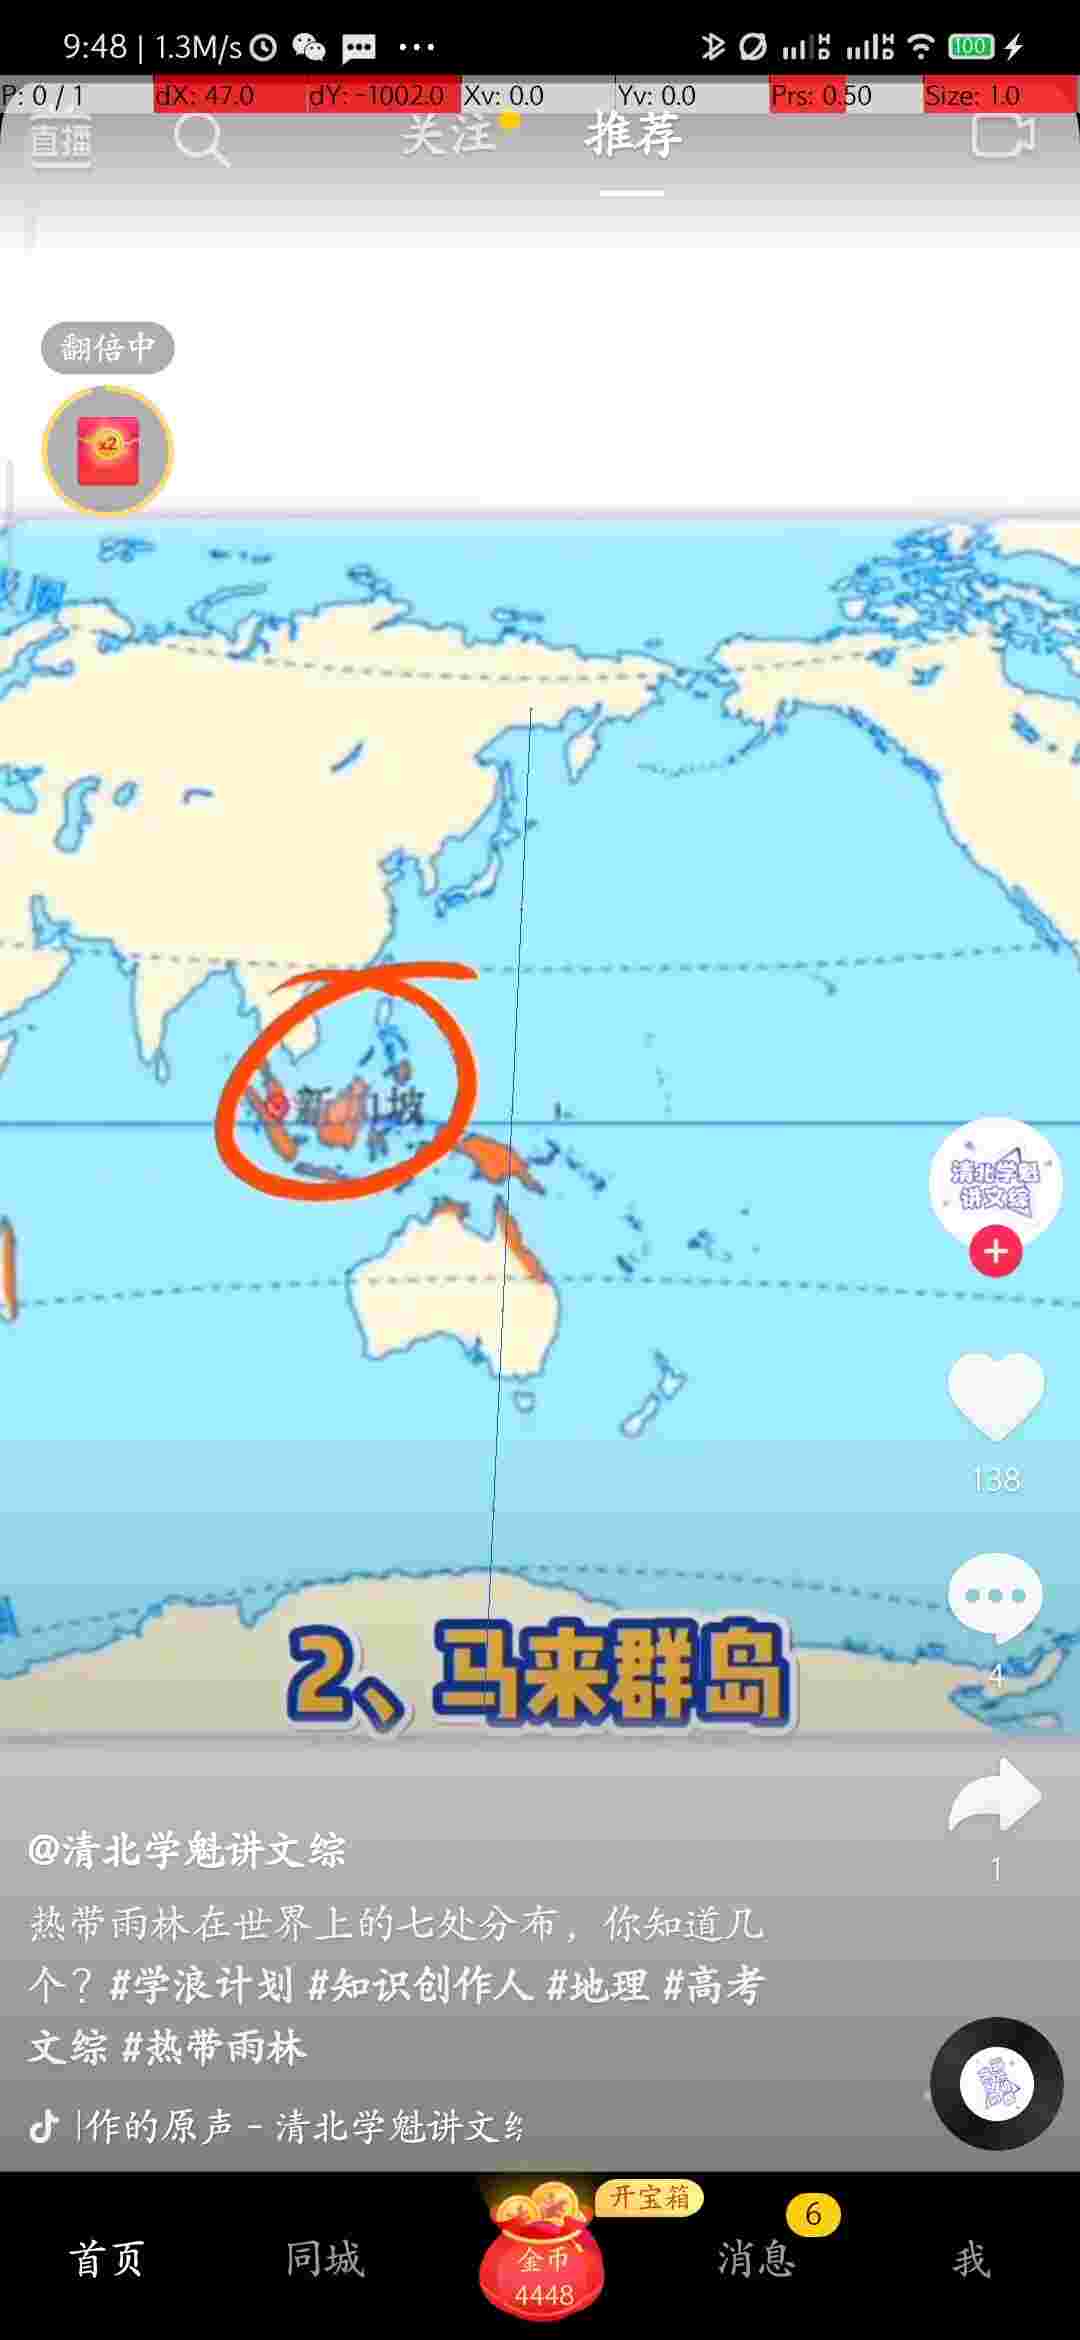 9:48 | 1.3M/s
100
P: 0 / 1
dX: 47.0
dY: -1002.0
Xv: 0.0
Yv: 0.0
Prs: 0.50
Size: 1.0
直播
关注
推荐
翻倍中
x2
新加坡
清北学魁
讲文综
138
4
2、马来群岛
1
@清北学魁讲文综
热带雨林在世界上的七处分布，你知道几
个？#学浪计划 #知识创作人 #地理 #高考
文综 #热带雨林
作的原声 - 清北学魁讲文
开宝箱
6
首页
同城
金币
4448
消息
我